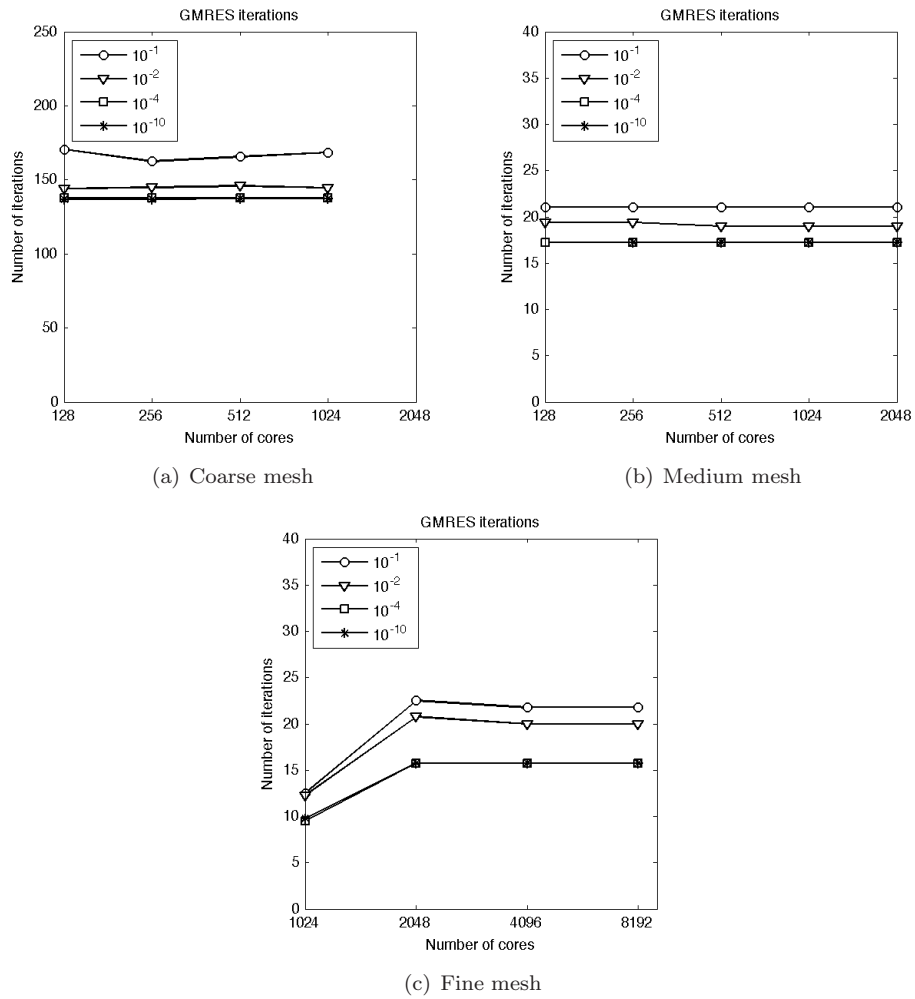 GMRES iterations
250
200
150
100
50
0
Number of iterations
10⁻¹
10⁻²
10⁻⁴
10⁻¹⁰
128 256 512 1024 2048
Number of cores
(a) Coarse mesh
GMRES iterations
40
35
30
25
20
15
10
5
0
Number of iterations
10⁻¹
10⁻²
10⁻⁴
10⁻¹⁰
128 256 512 1024 2048
Number of cores
(b) Medium mesh
GMRES iterations
40
35
30
25
20
15
10
5
0
Number of iterations
10⁻¹
10⁻²
10⁻⁴
10⁻¹⁰
1024 2048 4096 8192
Number of cores
(c) Fine mesh